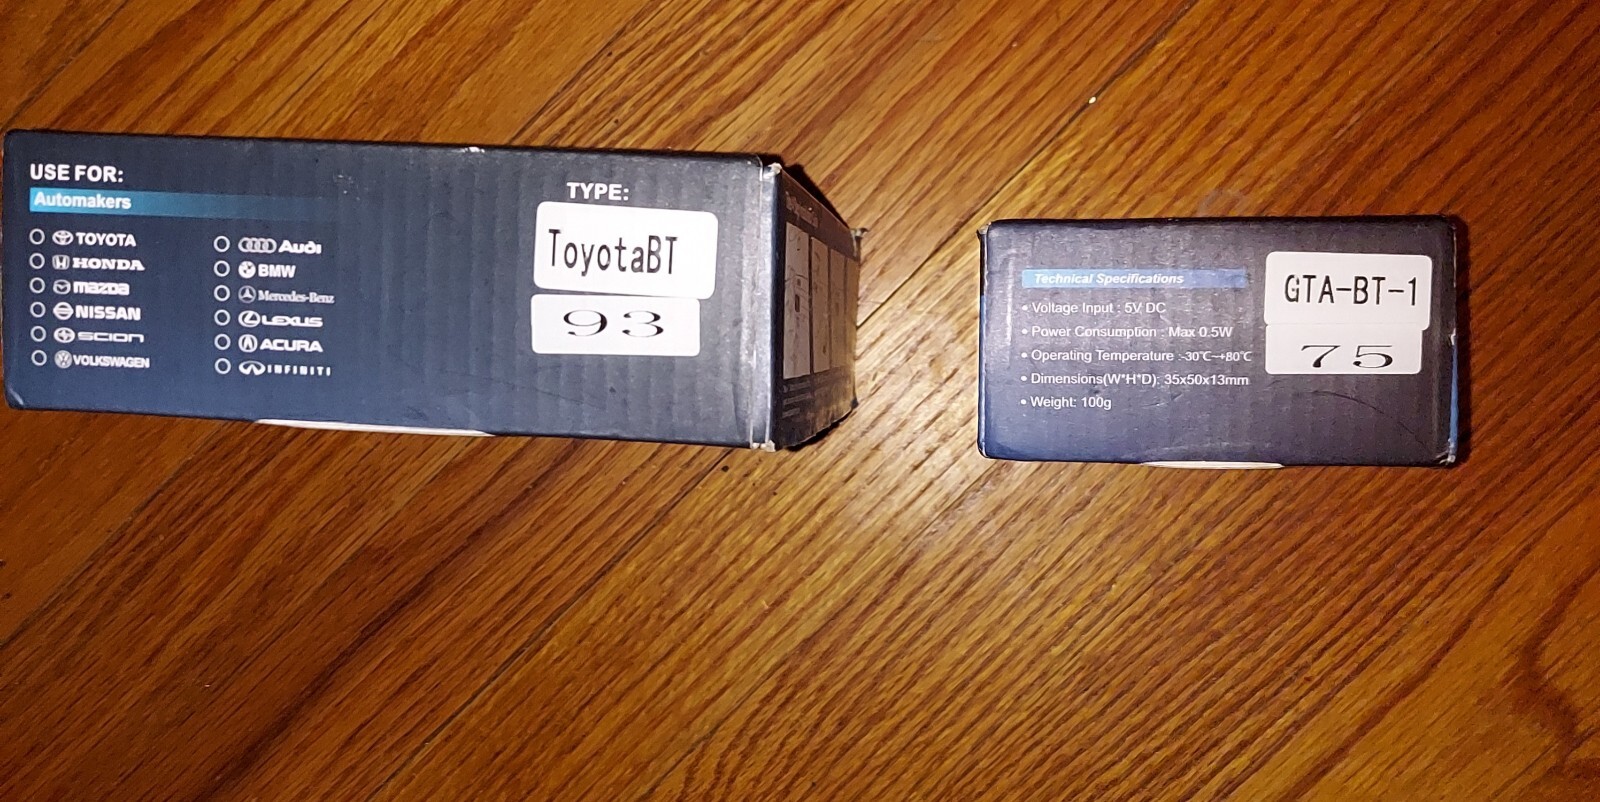 USE FOR:
Automakers
TOYOTA
HONDA
mazda
NISSAN
SCION
VOLKSWAGEN
Audi
BMW
Mercedes-Benz
LEXUS
ACURA
INFINITI
TYPE:
ToyotaBT
93
Technical Specifications
• Voltage Input : 5V DC
• Power Consumption : Max 0.5W
• Operating Temperature :-30℃~+80℃
• Dimensions(W*H*D): 35x50x13mm
• Weight: 100g
GTA-BT-1
75